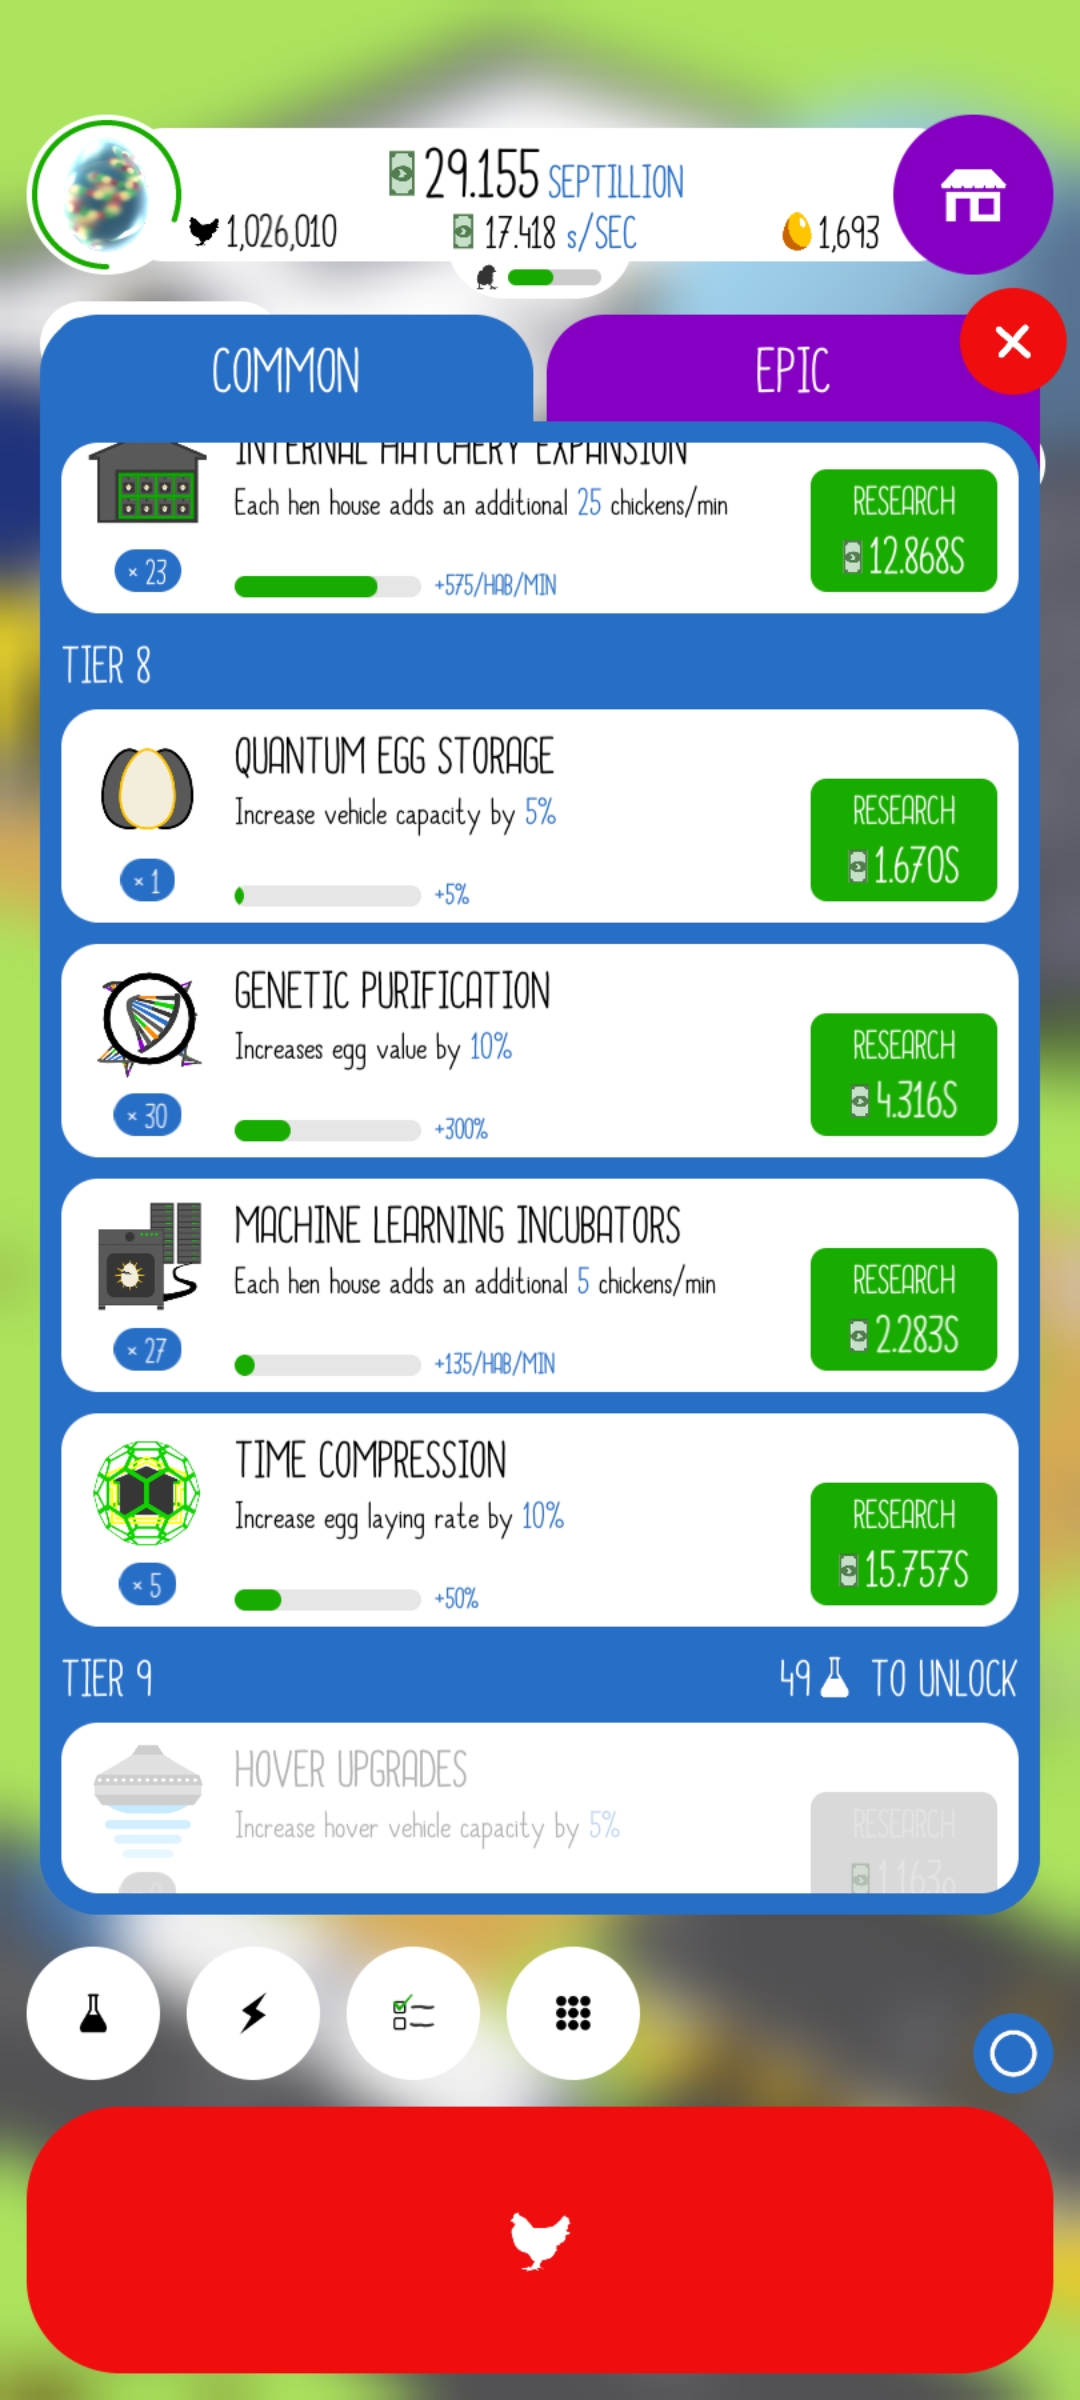 29.155 SEPTILLION
1,026,010
17.418 s/SEC
1,693
COMMON
EPIC
INTERNAL HATCHERY EXPANSION
Each hen house adds an additional 25 chickens/min
RESEARCH
12.868S
× 23
+575/HAB/MIN
TIER 8
QUANTUM EGG STORAGE
Increase vehicle capacity by 5%
RESEARCH
1.670S
× 1
+5%
GENETIC PURIFICATION
Increases egg value by 10%
RESEARCH
4.316S
× 30
+300%
MACHINE LEARNING INCUBATORS
Each hen house adds an additional 5 chickens/min
RESEARCH
2.283S
× 27
+135/HAB/MIN
TIME COMPRESSION
Increase egg laying rate by 10%
RESEARCH
15.757S
× 5
+50%
TIER 9
49 TO UNLOCK
HOVER UPGRADES
Increase hover vehicle capacity by 5%
RESEARCH